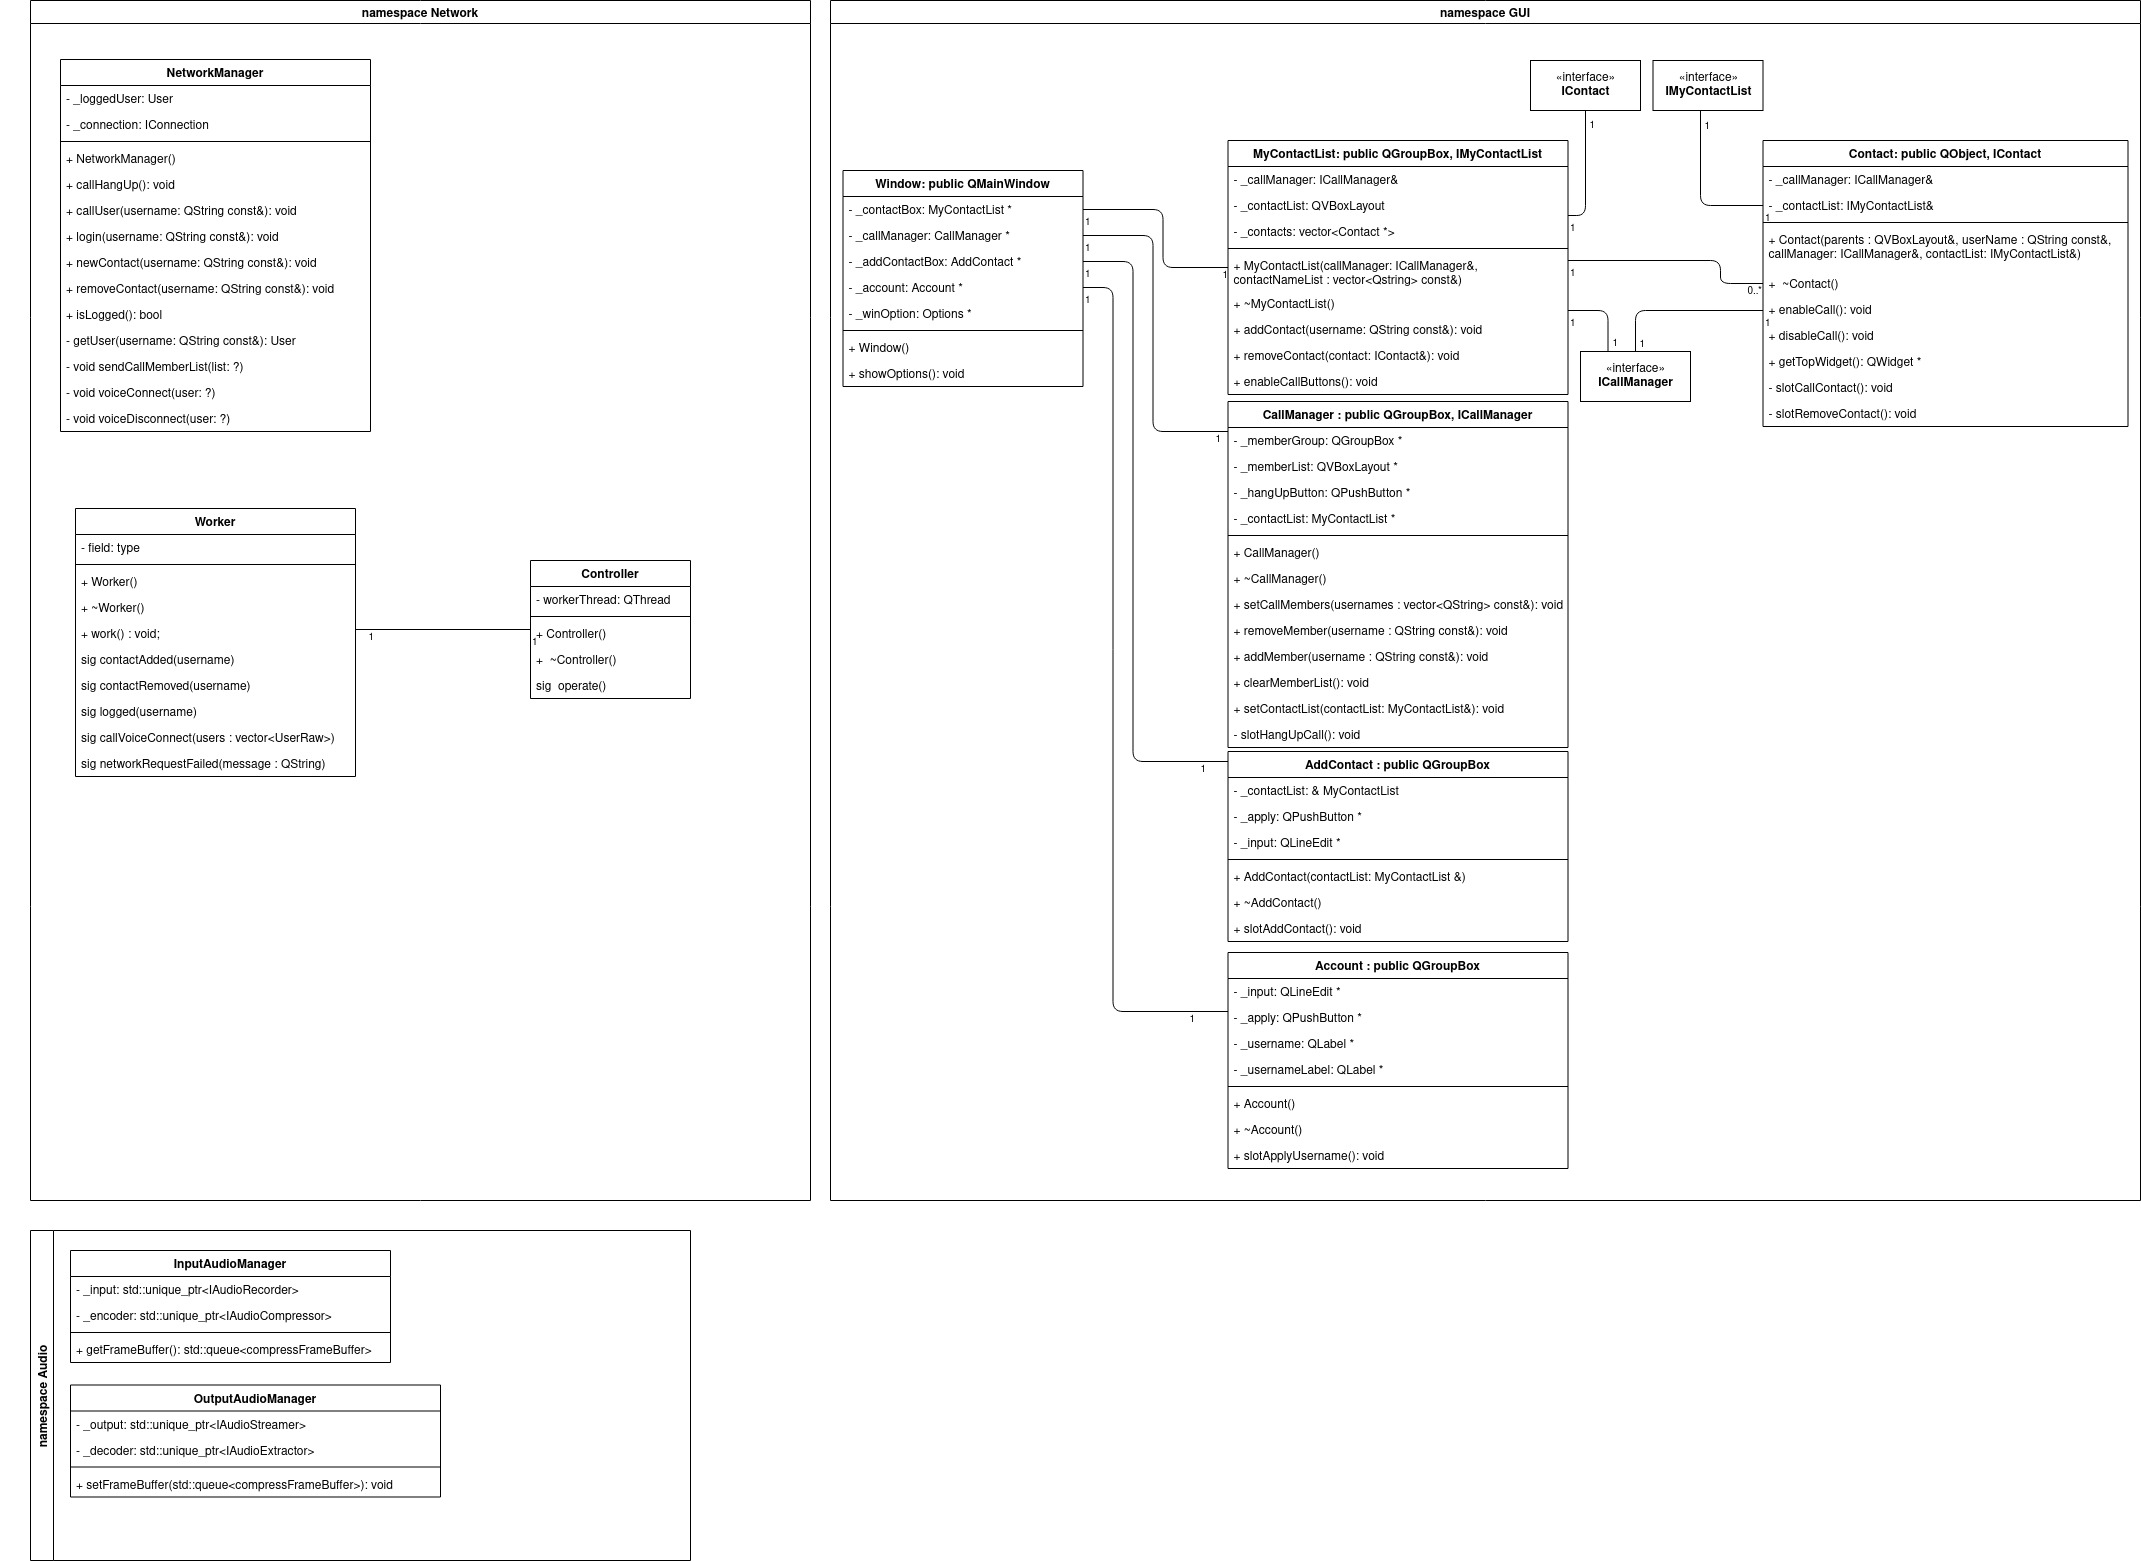 namespace Network
NetworkManager
- _loggedUser: User
- _connection: IConnection
+ NetworkManager()
+ callHangUp(): void
+ callUser(username: QString const&): void
+ login(username: QString const&): void
+ newContact(username: QString const&): void
+ removeContact(username: QString const&): void
+ isLogged(): bool
- getUser(username: QString const&): User
- void sendCallMemberList(list: ?)
- void voiceConnect(user: ?)
- void voiceDisconnect(user: ?)
Worker
- field: type
+ Worker()
+ ~Worker()
+ work() : void;
sig contactAdded(username)
sig contactRemoved(username)
sig logged(username)
sig callVoiceConnect(users : vector<UserRaw>)
sig networkRequestFailed(message : QString)
1
1
Controller
- workerThread: QThread
+ Controller()
+  ~Controller()
sig  operate()
namespace GUI
Window: public QMainWindow
- _contactBox: MyContactList *
- _callManager: CallManager *
- _addContactBox: AddContact *
- _account: Account *
- _winOption: Options *
+ Window()
+ showOptions(): void
1
1
1
1
1
1
1
1
«interface»
IContact
1
1
«interface»
IMyContactList
1
1
MyContactList: public QGroupBox, IMyContactList
- _callManager: ICallManager&
- _contactList: QVBoxLayout
- _contacts: vector<Contact *>
+ MyContactList(callManager: ICallManager&,
contactNameList : vector<Qstring> const&)
+ ~MyContactList()
+ addContact(username: QString const&): void
+ removeContact(contact: IContact&): void
+ enableCallButtons(): void
1
0..*
1
1
1
1
«interface»
ICallManager
Contact: public QObject, IContact
- _callManager: ICallManager&
- _contactList: IMyContactList&
+ Contact(parents : QVBoxLayout&, userName : QString const&,
callManager: ICallManager&, contactList: IMyContactList&)
+  ~Contact()
+ enableCall(): void
+ disableCall(): void
+ getTopWidget(): QWidget *
- slotCallContact(): void
- slotRemoveContact(): void
CallManager : public QGroupBox, ICallManager
- _memberGroup: QGroupBox *
- _memberList: QVBoxLayout *
- _hangUpButton: QPushButton *
- _contactList: MyContactList *
+ CallManager()
+ ~CallManager()
+ setCallMembers(usernames : vector<QString> const&): void
+ removeMember(username : QString const&): void
+ addMember(username : QString const&): void
+ clearMemberList(): void
+ setContactList(contactList: MyContactList&): void
- slotHangUpCall(): void
AddContact : public QGroupBox
- _contactList: & MyContactList
- _apply: QPushButton *
- _input: QLineEdit *
+ AddContact(contactList: MyContactList &)
+ ~AddContact()
+ slotAddContact(): void
Account : public QGroupBox
- _input: QLineEdit *
- _apply: QPushButton *
- _username: QLabel *
- _usernameLabel: QLabel *
+ Account()
+ ~Account()
+ slotApplyUsername(): void
namespace Audio
InputAudioManager
- _input: std::unique_ptr<IAudioRecorder>
- _encoder: std::unique_ptr<IAudioCompressor>
+ getFrameBuffer(): std::queue<compressFrameBuffer>
OutputAudioManager
- _output: std::unique_ptr<IAudioStreamer>
- _decoder: std::unique_ptr<IAudioExtractor>
+ setFrameBuffer(std::queue<compressFrameBuffer>): void